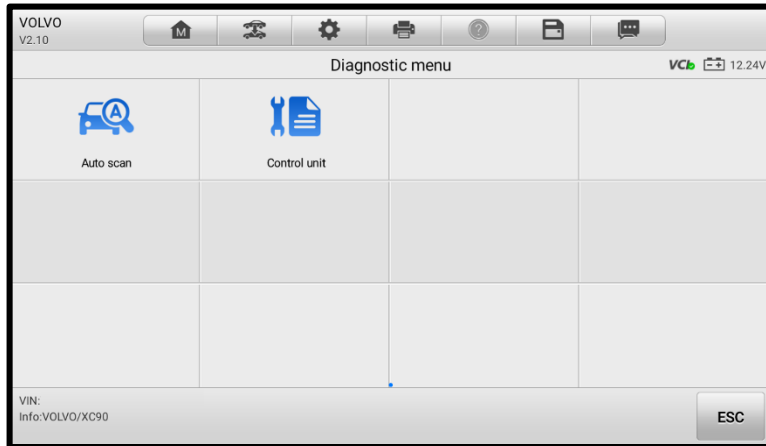 VOLVO
V2.10
M
?
Diagnostic menu
VCI 12.24V
A
Auto scan
Control unit
VIN:
Info:VOLVO/XC90
ESC